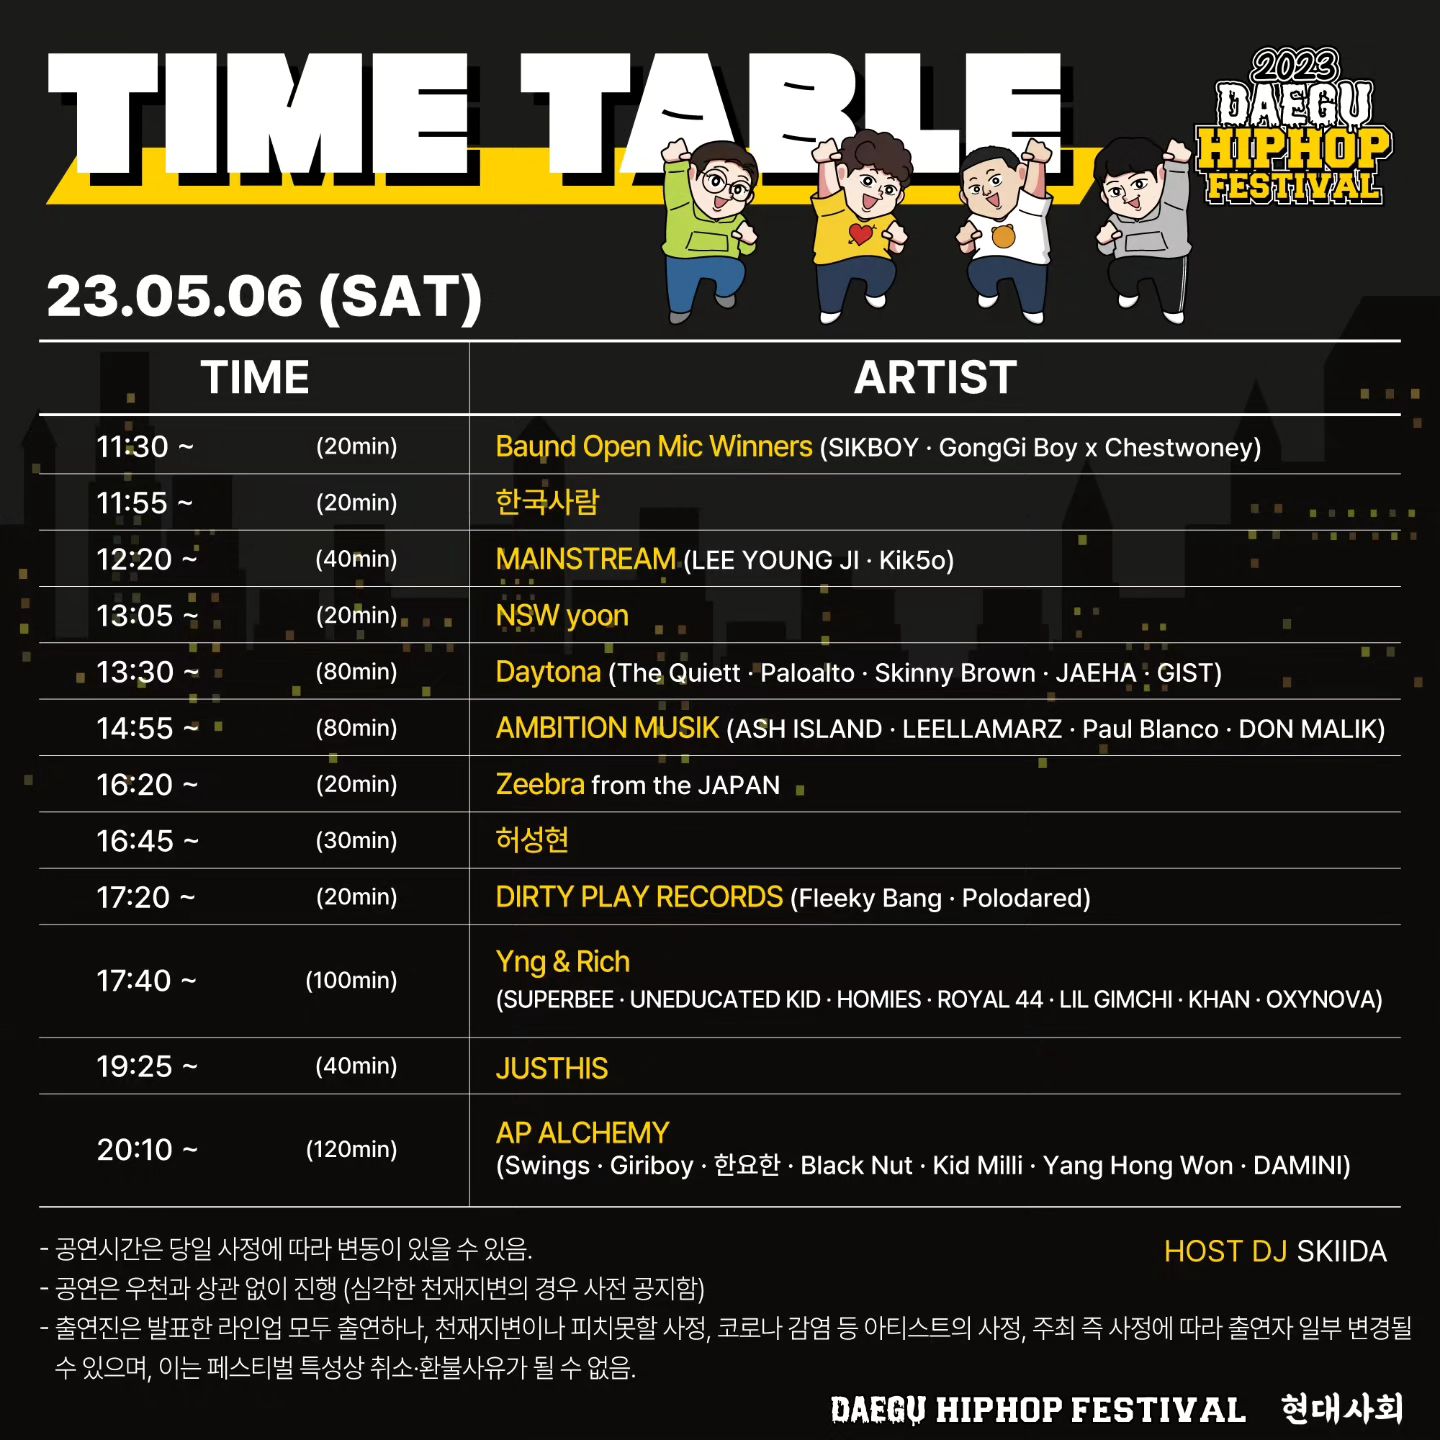 TIME TABLE
2023
DAEGU
HIPHOP
FESTIVAL
23.05.06 (SAT)
TIME ARTIST
11:30 ~ (20min) Baund Open Mic Winners (SIKBOY · GongGi Boy x Chestwoney)
11:55 ~ (20min) 한국사람
12:20 ~ (40min) MAINSTREAM (LEE YOUNG JI · Kik5o)
13:05 ~ (20min) NSW yoon
13:30 ~ (80min) Daytona (The Quiett · Paloalto · Skinny Brown · JAEHA · GIST)
14:55 ~ (80min) AMBITION MUSIK (ASH ISLAND · LEELLAMARZ · Paul Blanco · DON MALIK)
16:20 ~ (20min) Zeebra from the JAPAN
16:45 ~ (30min) 허성현
17:20 ~ (20min) DIRTY PLAY RECORDS (Fleeky Bang · Polodared)
17:40 ~ (100min) Yng & Rich
(SUPERBEE · UNEDUCATED KID · HOMIES · ROYAL 44 · LIL GIMCHI · KHAN · OXYNOVA)
19:25 ~ (40min) JUSTHIS
20:10 ~ (120min) AP ALCHEMY
(Swings · Giriboy · 한요한 · Black Nut · Kid Milli · Yang Hong Won · DAMINI)
- 공연시간은 당일 사정에 따라 변동이 있을 수 있음.
HOST DJ SKIIDA
- 공연은 우천과 상관 없이 진행 (심각한 천재지변의 경우 사전 공지함)
- 출연진은 발표한 라인업 모두 출연하나, 천재지변이나 피치못할 사정, 코로나 감염 등 아티스트의 사정, 주최 즉 사정에 따라 출연자 일부 변경될
수 있으며, 이는 페스티벌 특성상 취소·환불사유가 될 수 없음.
DAEGU HIPHOP FESTIVAL 현대사회